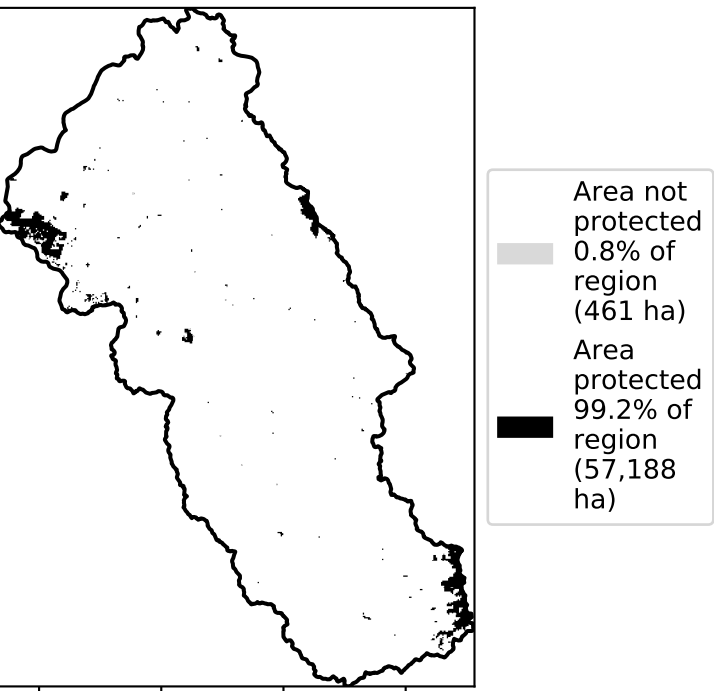 Area not
protected
0.8% of
region
(461 ha)
Area
protected
99.2% of
region
(57,188
ha)